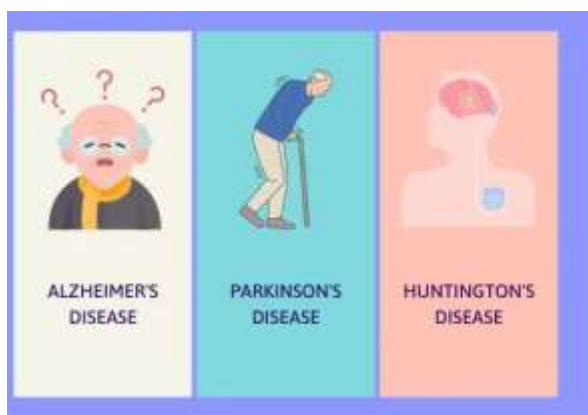 ALZHEIMER'S
DISEASE
PARKINSON'S
DISEASE
HUNTINGTON'S
DISEASE